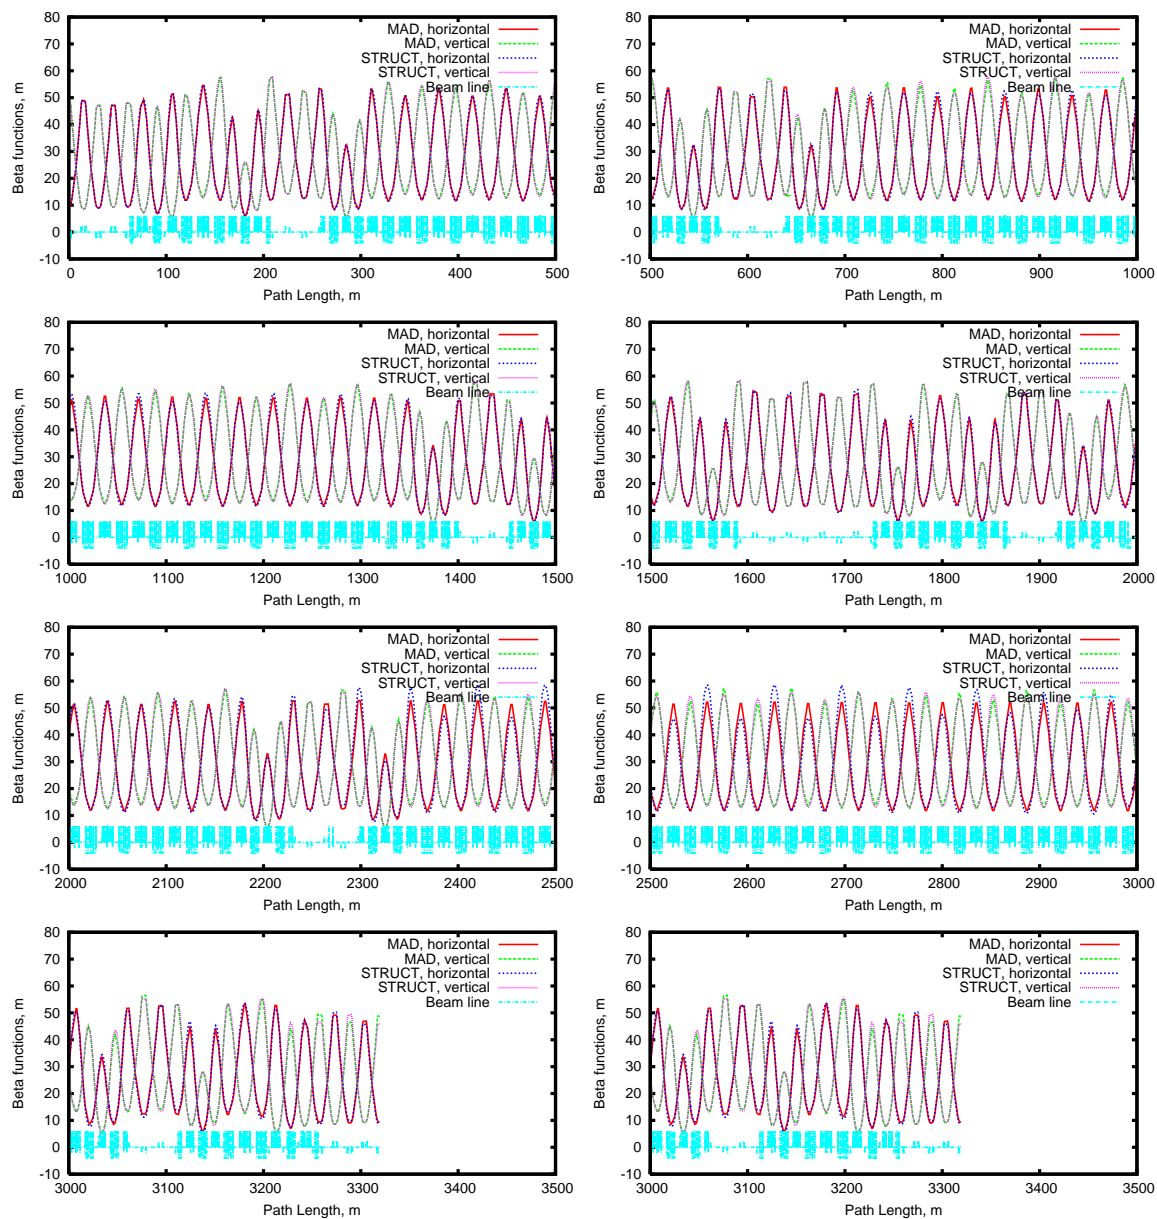 80
70
60
50
40
30
20
10
0
-10
Beta functions, m
MAD, horizontal
MAD, vertical
STRUCT, horizontal
STRUCT, vertical
Beam line
0 100 200 300 400 500
Path Length, m
80
70
60
50
40
30
20
10
0
-10
Beta functions, m
MAD, horizontal
MAD, vertical
STRUCT, horizontal
STRUCT, vertical
Beam line
500 600 700 800 900 1000
Path Length, m
80
70
60
50
40
30
20
10
0
-10
Beta functions, m
MAD, horizontal
MAD, vertical
STRUCT, horizontal
STRUCT, vertical
Beam line
1000 1100 1200 1300 1400 1500
Path Length, m
80
70
60
50
40
30
20
10
0
-10
Beta functions, m
MAD, horizontal
MAD, vertical
STRUCT, horizontal
STRUCT, vertical
Beam line
1500 1600 1700 1800 1900 2000
Path Length, m
80
70
60
50
40
30
20
10
0
-10
Beta functions, m
MAD, horizontal
MAD, vertical
STRUCT, horizontal
STRUCT, vertical
Beam line
2000 2100 2200 2300 2400 2500
Path Length, m
80
70
60
50
40
30
20
10
0
-10
Beta functions, m
MAD, horizontal
MAD, vertical
STRUCT, horizontal
STRUCT, vertical
Beam line
2500 2600 2700 2800 2900 3000
Path Length, m
80
70
60
50
40
30
20
10
0
-10
Beta functions, m
MAD, horizontal
MAD, vertical
STRUCT, horizontal
STRUCT, vertical
Beam line
3000 3100 3200 3300 3400 3500
Path Length, m
80
70
60
50
40
30
20
10
0
-10
Beta functions, m
MAD, horizontal
MAD, vertical
STRUCT, horizontal
STRUCT, vertical
Beam line
3000 3100 3200 3300 3400 3500
Path Length, m